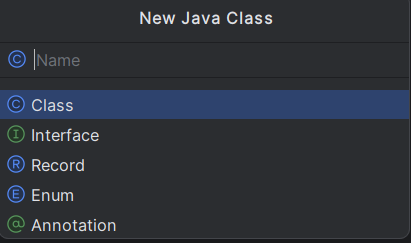 New Java Class
C Name
C Class
I Interface
R Record
E Enum
@ Annotation